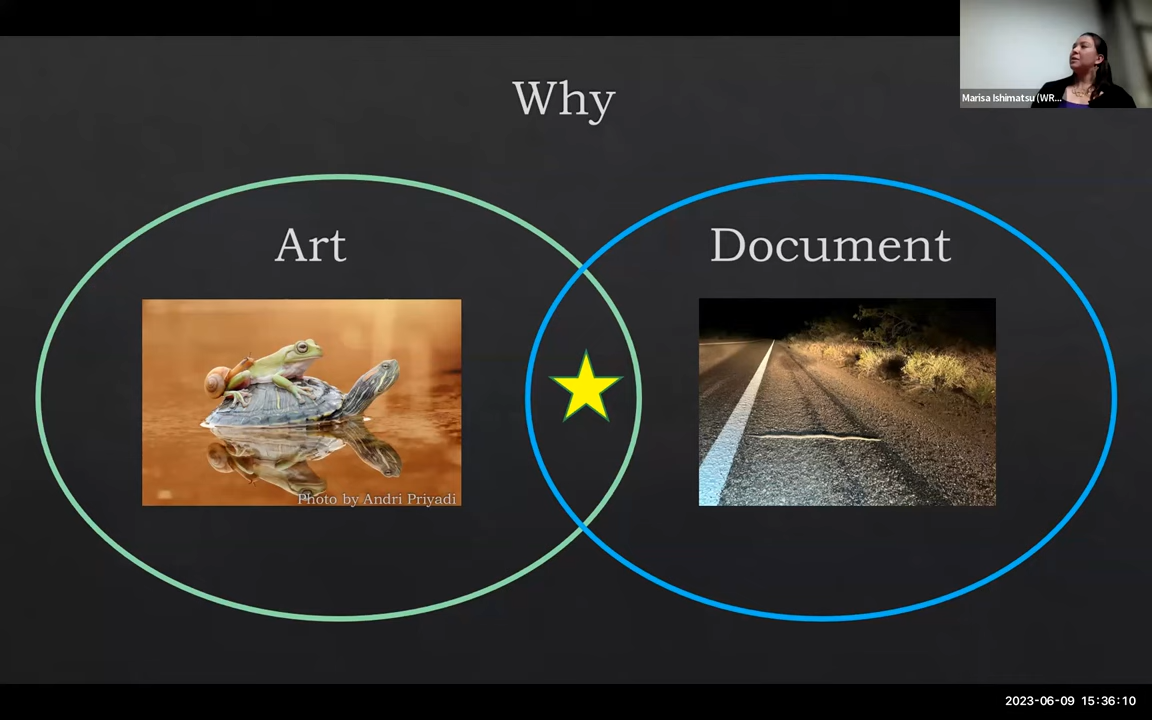 Marisa Ishimatsu (WR...
Why
Art
Document
Photo by Andri Priyadi
2023-06-09 15:36:10